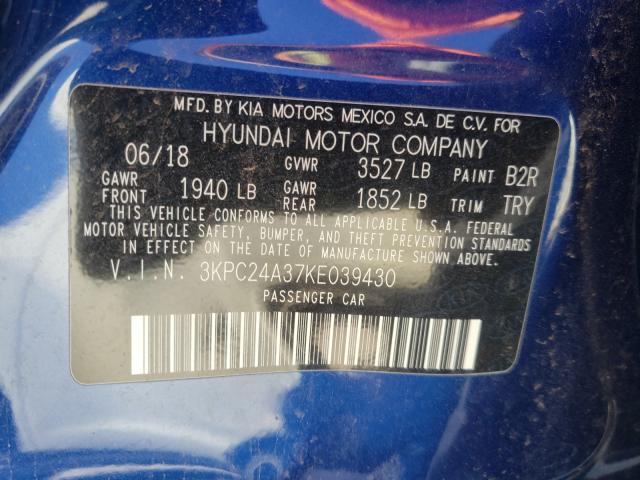 MFD. BY KIA MOTORS MEXICO S.A. DE C.V. FOR
HYUNDAI MOTOR COMPANY
06/18 GVWR 3527 LB PAINT B2R
GAWR FRONT 1940 LB GAWR REAR 1852 LB TRIM TRY
THIS VEHICLE CONFORMS TO ALL APPLICABLE U.S.A. FEDERAL
MOTOR VEHICLE SAFETY, BUMPER, AND THEFT PREVENTION STANDARDS
IN EFFECT ON THE DATE OF MANUFACTURE SHOWN ABOVE.
V.I.N. 3KPC24A37KE039430
PASSENGER CAR